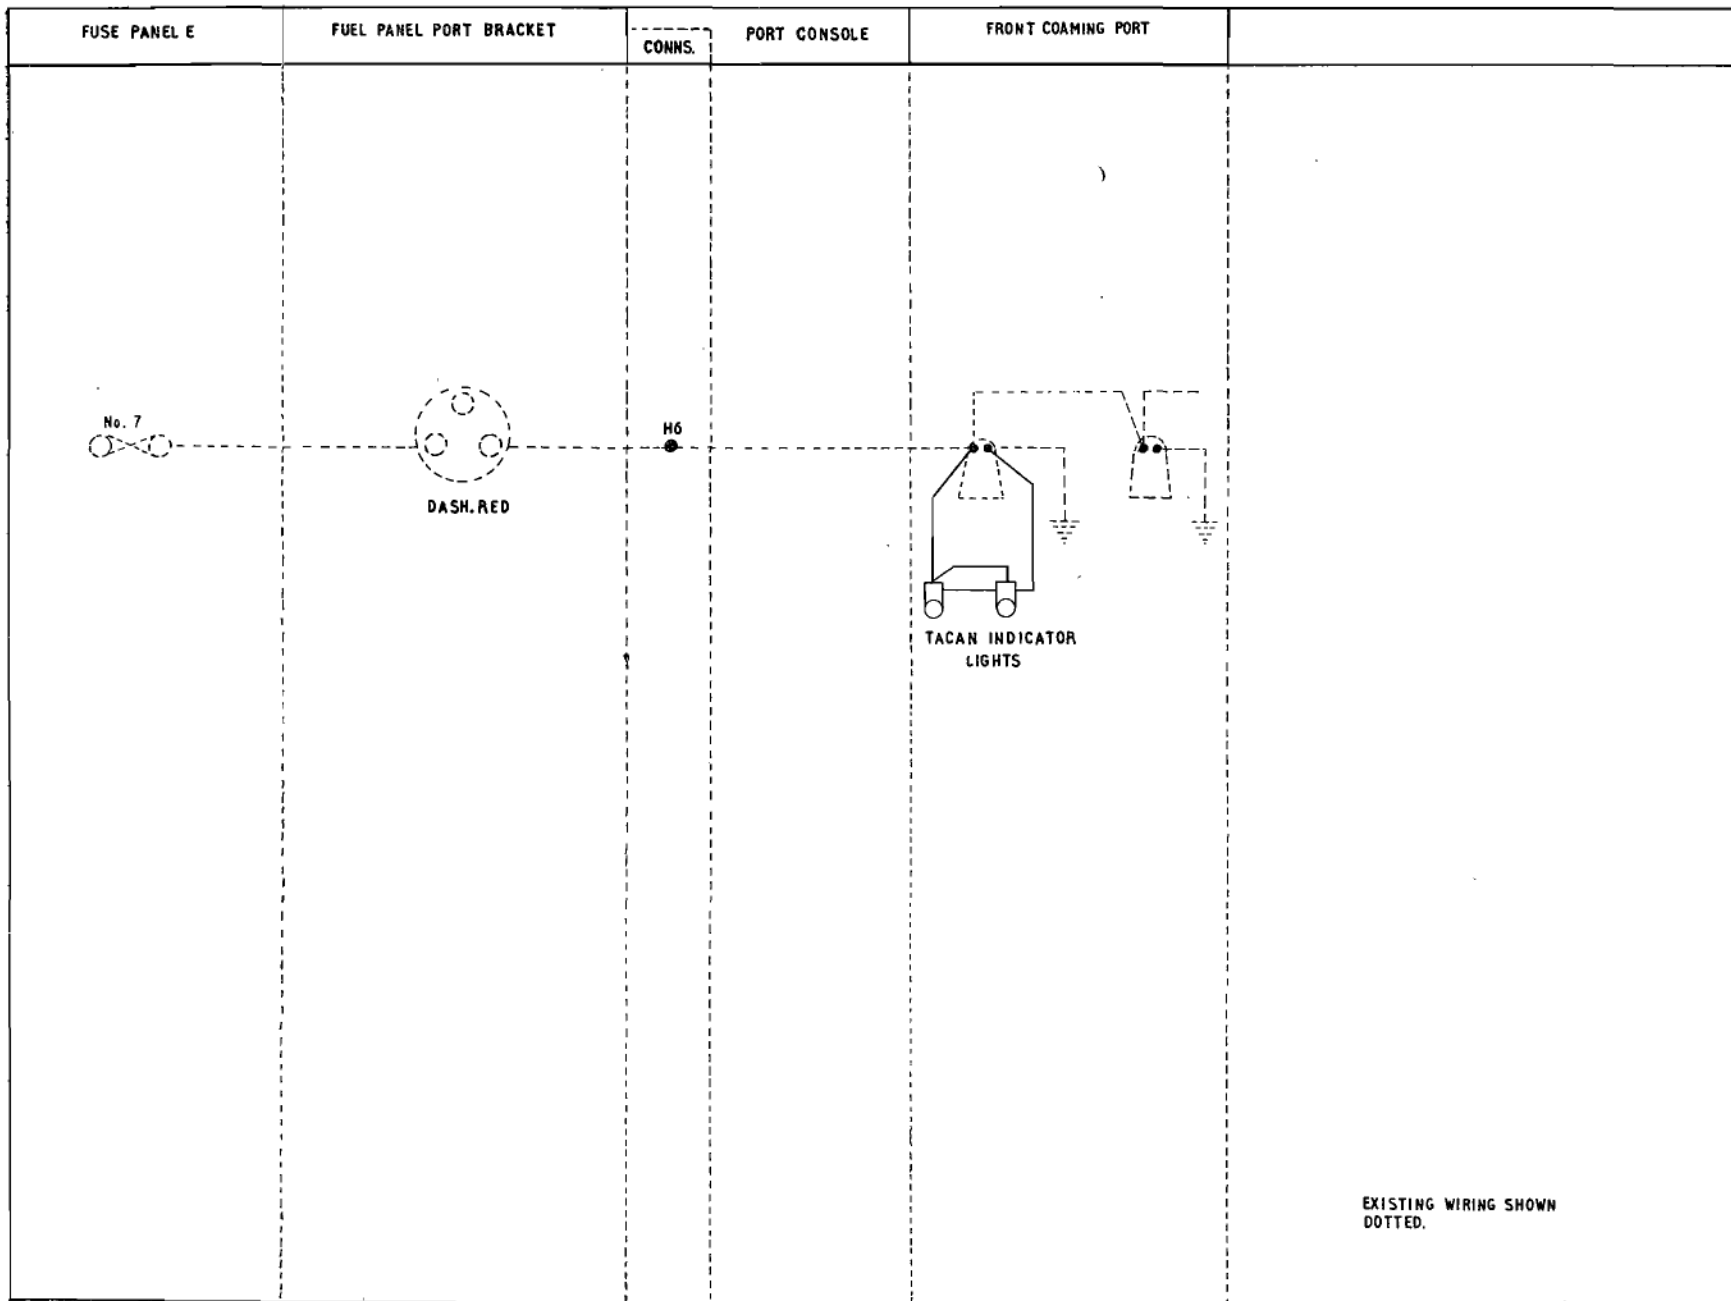 FUSE PANEL E
FUEL PANEL PORT BRACKET
CONNS.
PORT CONSOLE
FRONT COAMING PORT
No. 7
H6
DASH. RED
TACAN INDICATOR
LIGHTS
EXISTING WIRING SHOWN
DOTTED.